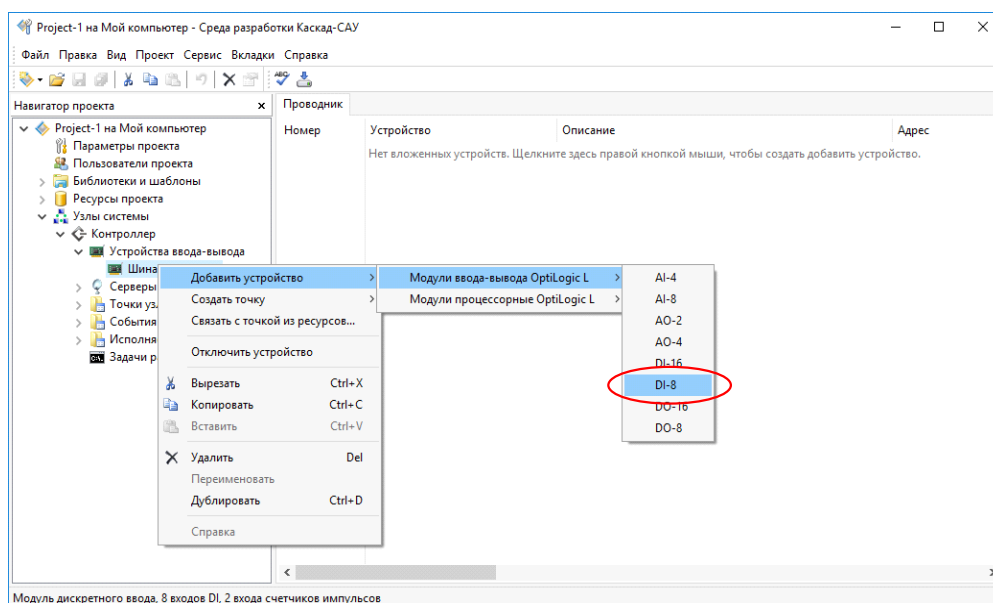 Project-1 на Мой компьютер - Среда разработки Каскад-САУ
Файл Правка Вид Проект Сервис Вкладки Справка
Навигатор проекта
Project-1 на Мой компьютер
Параметры проекта
Пользователи проекта
Библиотеки и шаблоны
Ресурсы проекта
Узлы системы
Контроллер
Устройства ввода-вывода
Шина
Серверы
Точки уз
События
Исполня
Задачи р
Проводник
Номер Устройство Описание Адрес
Нет вложенных устройств. Щелкните здесь правой кнопкой мыши, чтобы создать добавить устройство.
Добавить устройство
Создать точку
Связать с точкой из ресурсов...
Отключить устройство
Вырезать Ctrl+X
Копировать Ctrl+C
Вставить Ctrl+V
Удалить Del
Переименовать
Дублировать Ctrl+D
Справка
Модули ввода-вывода OptiLogic L
Модули процессорные OptiLogic L
AI-4
AI-8
AO-2
AO-4
DI-16
DI-8
DO-16
DO-8
Модуль дискретного ввода, 8 входов DI, 2 входа счетчиков импульсов